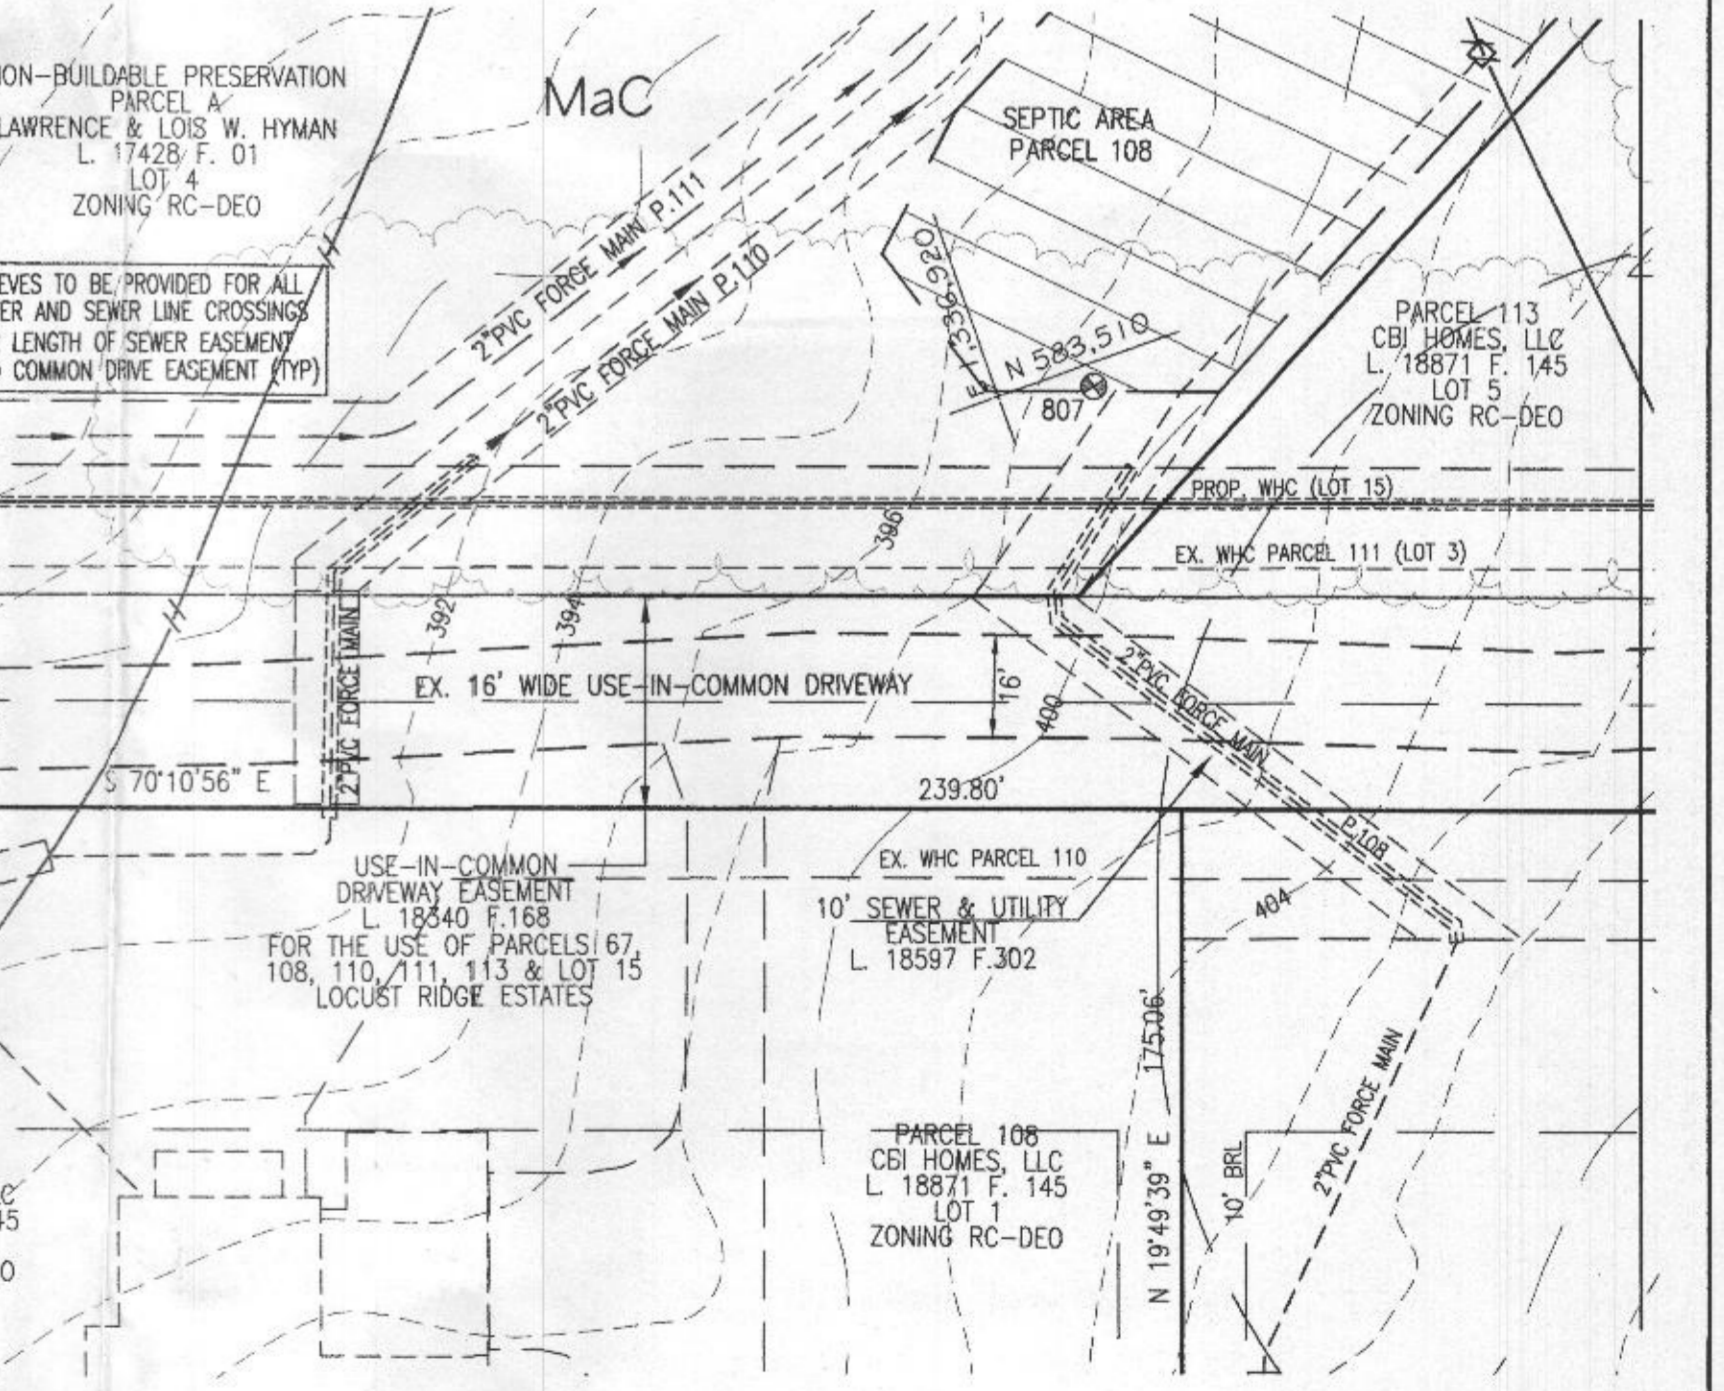 ION-BUILDABLE PRESERVATION
PARCEL A
LAWRENCE & LOIS W. HYMAN
L. 17428 F. 01
LOT 4
ZONING RC-DEO
MaC
SEPTIC AREA
PARCEL 108
EVES TO BE PROVIDED FOR ALL
ER AND SEWER LINE CROSSINGS
LENGTH OF SEWER EASEMENT
COMMON DRIVE EASEMENT (TYP)
2"PVC FORCE MAIN P.111
2"PVC FORCE MAIN P.110
E 1,336,920
N 583,510
807
PARCEL 113
CBI HOMES, LLC
L. 18871 F. 145
LOT 5
ZONING RC-DEO
PROP. WHC (LOT 15)
EX. WHC PARCEL 111 (LOT 3)
396
392
394
2"PVC FORCE MAIN
EX. 16' WIDE USE-IN-COMMON DRIVEWAY
16'
400
2"PVC FORCE MAIN
P.108
S 70°10'56" E
239.80'
USE-IN-COMMON
DRIVEWAY EASEMENT
L. 18340 F.168
FOR THE USE OF PARCELS 67,
108, 110, 111, 113 & LOT 15
LOCUST RIDGE ESTATES
EX. WHC PARCEL 110
10' SEWER & UTILITY
EASEMENT
L. 18597 F.302
404
N 19°49'39" E 175.06'
10' BRL
2"PVC FORCE MAIN
PARCEL 108
CBI HOMES, LLC
L. 18871 F. 145
LOT 1
ZONING RC-DEO
C
45
0